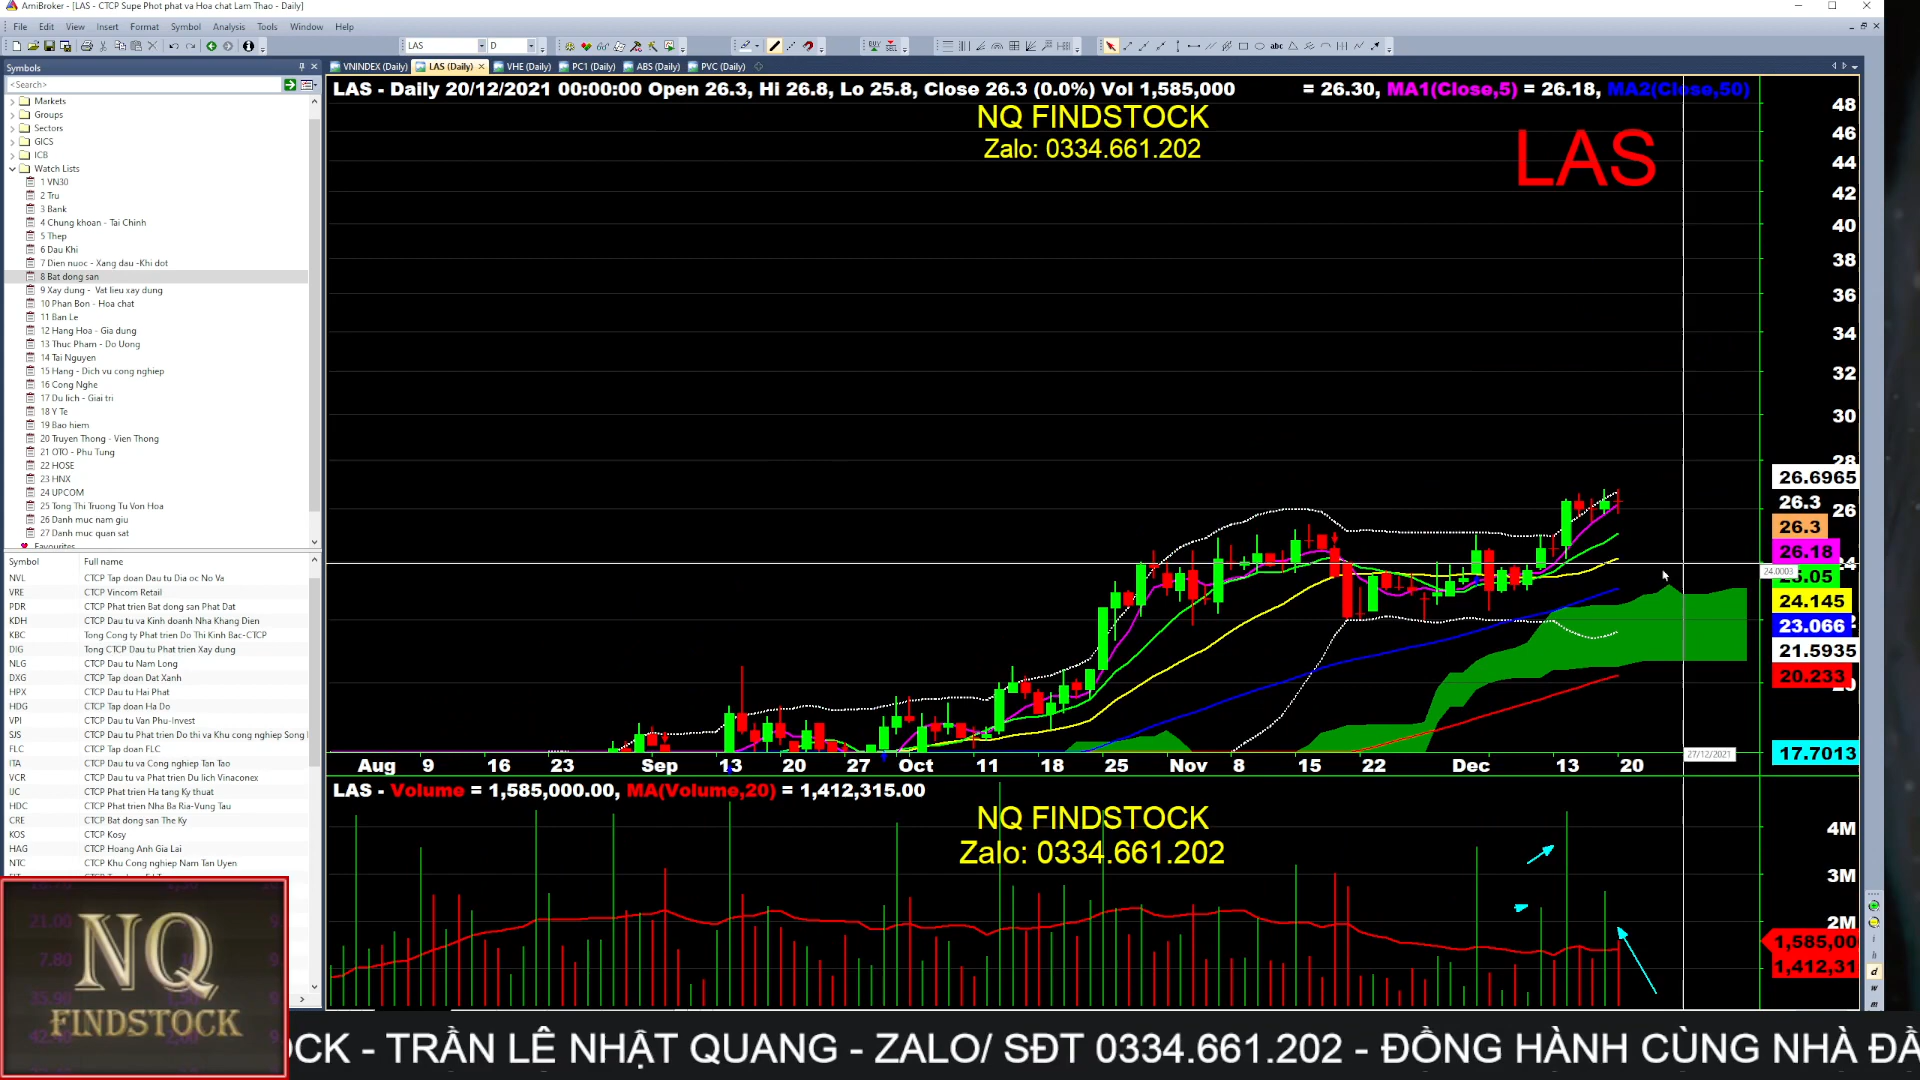 AmiBroker - [LAS - CTCP Supe Phot phat va Hoa chat Lam Thao - Daily]
File Edit View Insert Format Symbol Analysis Tools Window Help
LAS D
Symbols
VNINDEX (Daily) LAS (Daily) VHE (Daily) PC1 (Daily) ABS (Daily) PVC (Daily)
<Search>
Markets
Groups
Sectors
GICS
ICB
Watch Lists
1 VN30
2 Tru
3 Bank
4 Chung khoan - Tai Chinh
5 Thep
6 Dau Khi
7 Dien nuoc - Xang dau -Khi dot
8 Bat dong san
9 Xay dung - Vat lieu xay dung
10 Phan Bon - Hoa chat
11 Ban Le
12 Hang Hoa - Gia dung
13 Thuc Pham - Do Uong
14 Tai Nguyen
15 Hang - Dich vu cong nghiep
16 Cong Nghe
17 Du lich - Giai tri
18 Y Te
19 Bao hiem
20 Truyen Thong - Vien Thong
21 OTO - Phu Tung
22 HOSE
23 HNX
24 UPCOM
25 Tong Thi Truong Tu Von Hoa
26 Danh muc nam giu
27 Danh muc quan sat
Favourites
Symbol Full name
NVL CTCP Tap doan Dau tu Dia oc No Va
VRE CTCP Vincom Retail
PDR CTCP Phat trien Bat dong san Phat Dat
KDH CTCP Dau tu va Kinh doanh Nha Khang Dien
KBC Tong Cong ty Phat trien Do Thi Kinh Bac-CTCP
DIG Tong CTCP Dau tu Phat trien Xay dung
NLG CTCP Dau tu Nam Long
DXG CTCP Tap doan Dat Xanh
HPX CTCP Dau tu Hai Phat
HDG CTCP Tap doan Ha Do
VPI CTCP Dau tu Van Phu-Invest
SJS CTCP Dau tu Phat trien Do thi va Khu cong nghiep Song
FLC CTCP Tap doan FLC
ITA CTCP Dau tu va Cong nghiep Tan Tao
VCR CTCP Dau tu va Phat trien Du lich Vinaconex
IJC CTCP Phat trien Ha tang Ky thuat
HDC CTCP Phat trien Nha Ba Ria-Vung Tau
CRE CTCP Bat dong san The Ky
KOS CTCP Kosy
HAG CTCP Hoang Anh Gia Lai
NTC CTCP Khu Cong nghiep Nam Tan Uyen
LAS - Daily 20/12/2021 00:00:00 Open 26.3, Hi 26.8, Lo 25.8, Close 26.3 (0.0%) Vol 1,585,000 = 26.30, MA1(Close,5) = 26.18, MA2(Close,50)
NQ FINDSTOCK
Zalo: 0334.661.202
LAS
48
46
44
42
40
38
36
34
32
30
28
26.6965
26.3
26
26.3
26.18
24.0003
24.145
23.066
21.5935
20.233
17.7013
27/12/2021
Aug 9 16 23 Sep 13 20 27 Oct 11 18 25 Nov 8 15 22 Dec 13 20
LAS - Volume = 1,585,000.00, MA(Volume,20) = 1,412,315.00
NQ FINDSTOCK
Zalo: 0334.661.202
4M
3M
2M
1,585,00
1,412,31
NQ
FINDSTOCK
OCK - TRẦN LÊ NHẬT QUANG - ZALO/ SĐT 0334.661.202 - ĐỒNG HÀNH CÙNG NHÀ ĐẦ